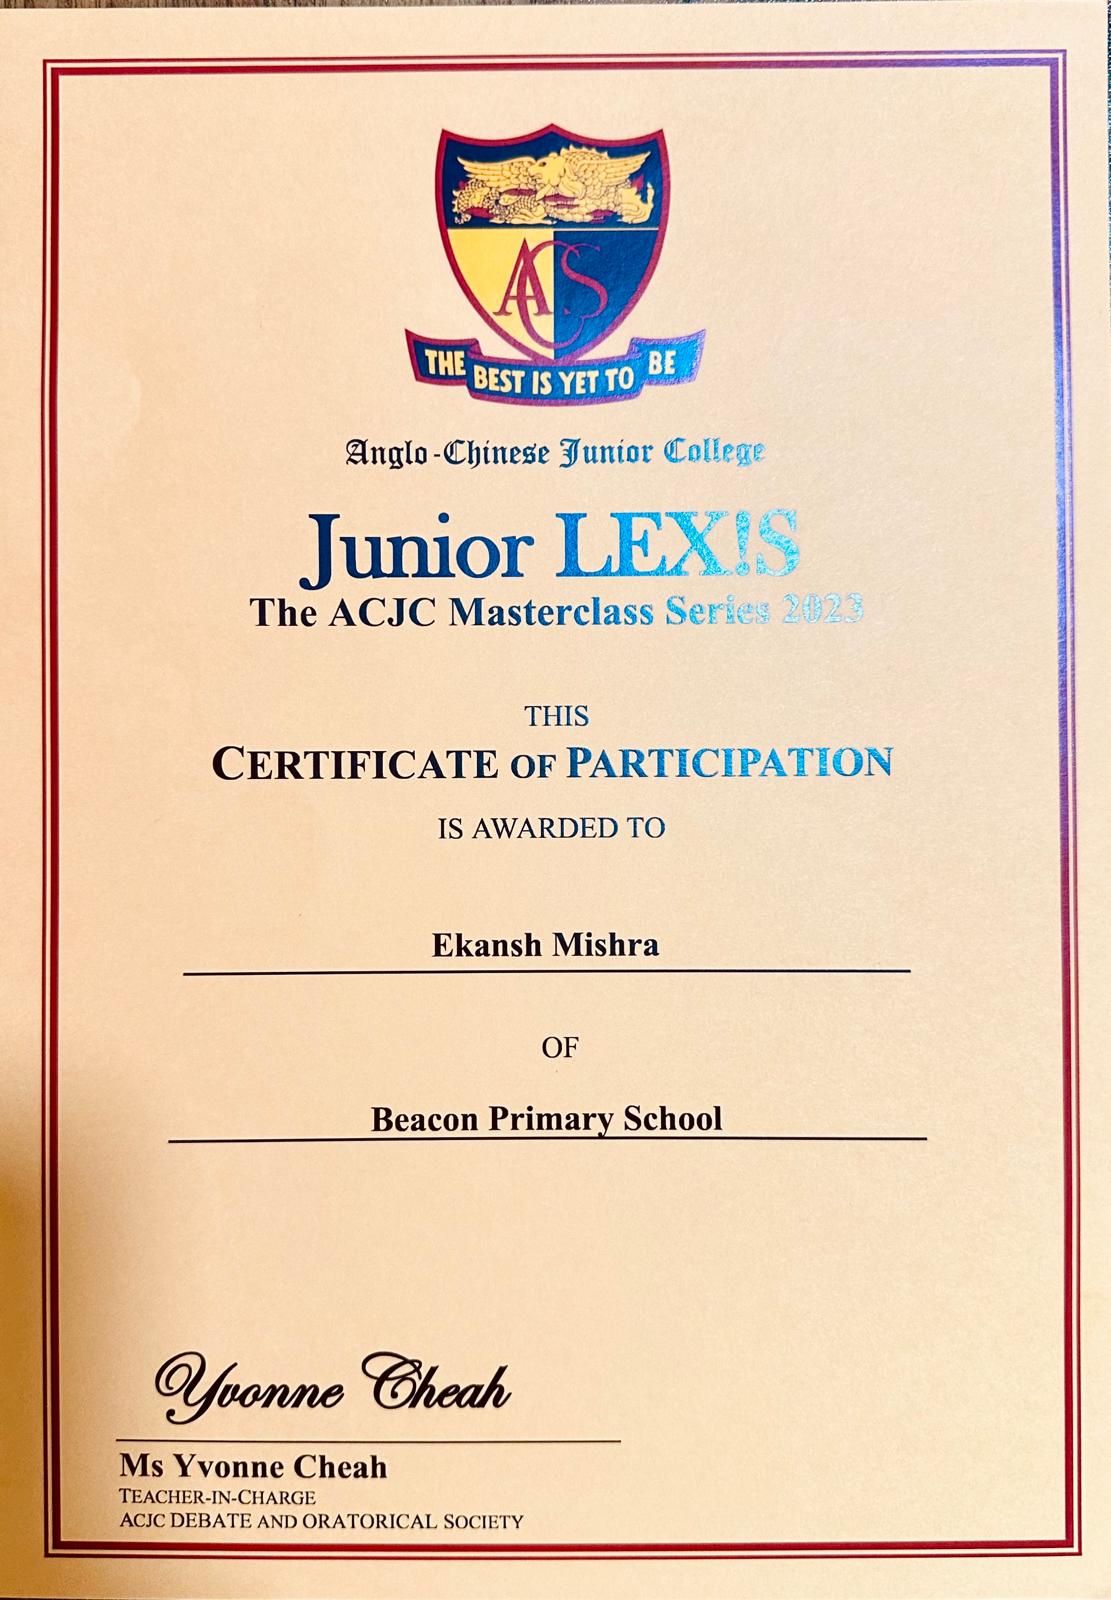 ACS
THE BEST IS YET TO BE
Anglo-Chinese Junior College
Junior LEX!S
The ACJC Masterclass Series 2023
THIS
CERTIFICATE OF PARTICIPATION
IS AWARDED TO
Ekansh Mishra
OF
Beacon Primary School
Yvonne Cheah
Ms Yvonne Cheah
TEACHER-IN-CHARGE
ACJC DEBATE AND ORATORICAL SOCIETY